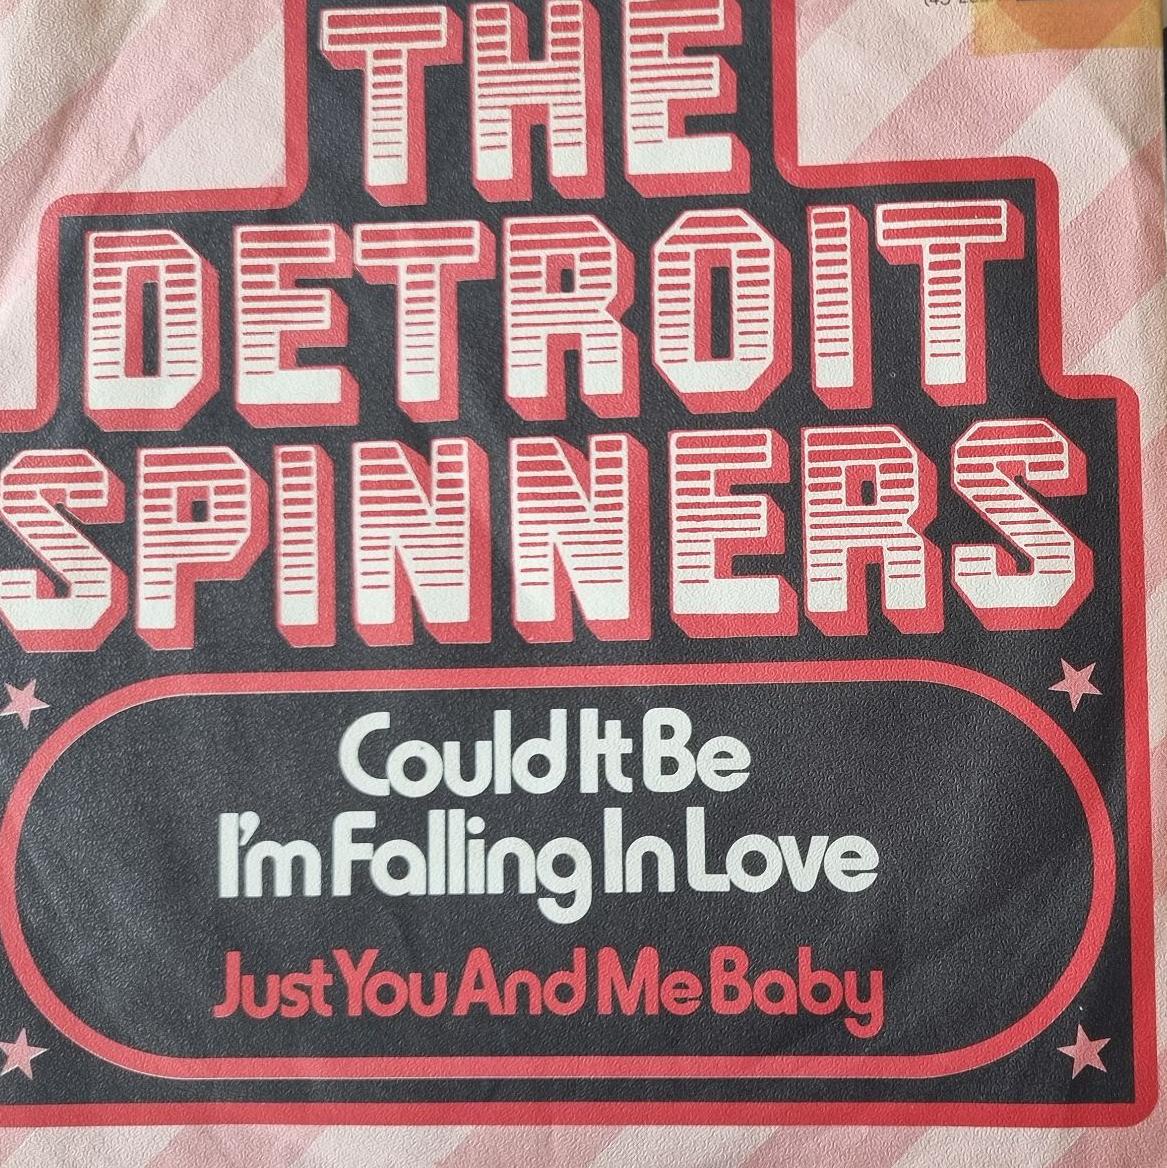 THE
DETROIT
SPINNERS
Could It Be
I'm Falling In Love
Just You And Me Baby